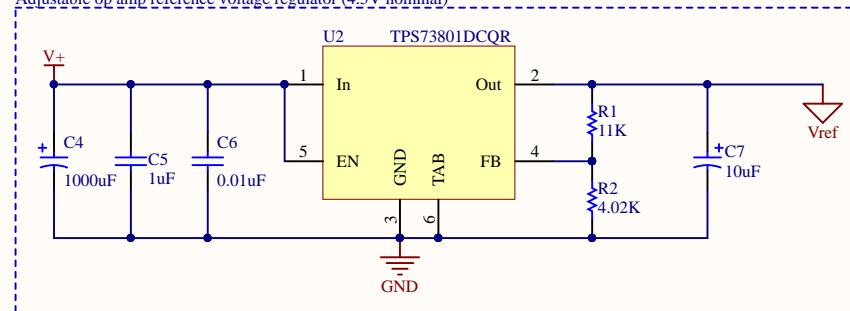 Adjustable op amp reference voltage regulator (4.5V nominal)
U2 TPS73801DCQR
V+
1 In Out 2
R1
11K
Vref
C4
1000uF
C5
1uF
C6
0.01uF
5 EN FB 4
GND TAB
C7
10uF
R2
4.02K
3 6
GND